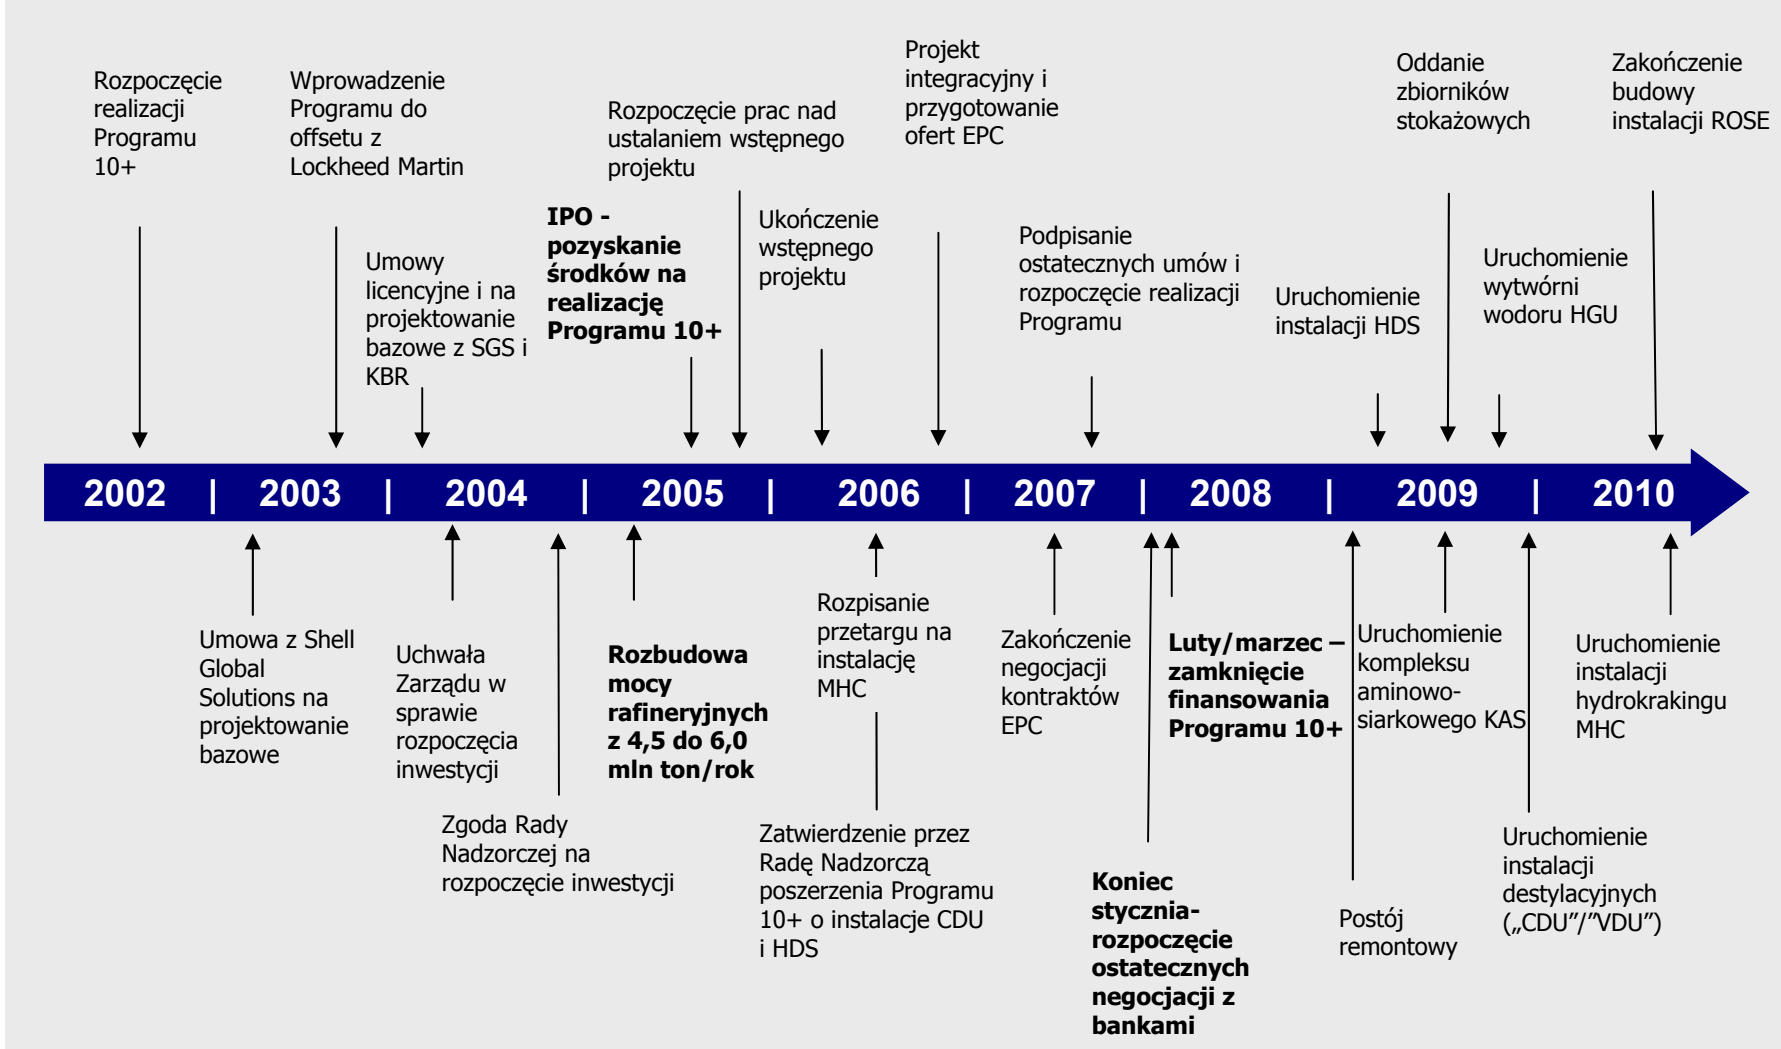 Rozpoczęcie
realizacji
Programu
10+
Wprowadzenie
Programu do
offsetu z
Lockheed Martin
Umowy
licencyjne i na
projektowanie
bazowe z SGS i
KBR
IPO -
pozyskanie
środków na
realizację
Programu 10+
Rozpoczęcie prac nad
ustalaniem wstępnego
projektu
Ukończenie
wstępnego
projektu
Projekt
integracyjny i
przygotowanie
ofert EPC
Podpisanie
ostatecznych umów i
rozpoczęcie realizacji
Programu
Uruchomienie
instalacji HDS
Oddanie
zbiorników
stokażowych
Uruchomienie
wytwórni
wodoru HGU
Zakończenie
budowy
instalacji ROSE
2002 | 2003 | 2004 | 2005 | 2006 | 2007 | 2008 | 2009 | 2010
Umowa z Shell
Global
Solutions na
projektowanie
bazowe
Uchwała
Zarządu w
sprawie
rozpoczęcia
inwestycji
Zgoda Rady
Nadzorczej na
rozpoczęcie inwestycji
Rozbudowa
mocy
rafineryjnych
z 4,5 do 6,0
mln ton/rok
Rozpisanie
przetargu na
instalację
MHC
Zatwierdzenie przez
Radę Nadzorczą
poszerzenia Programu
10+ o instalacje CDU
i HDS
Zakończenie
negocjacji
kontraktów
EPC
Koniec
stycznia-
rozpoczęcie
ostatecznych
negocjacji z
bankami
Luty/marzec –
zamknięcie
finansowania
Programu 10+
Postój
remontowy
Uruchomienie
kompleksu
aminowo-
siarkowego KAS
Uruchomienie
instalacji
destylacyjnych
(„CDU”/”VDU”)
Uruchomienie
instalacji
hydrokrakingu
MHC